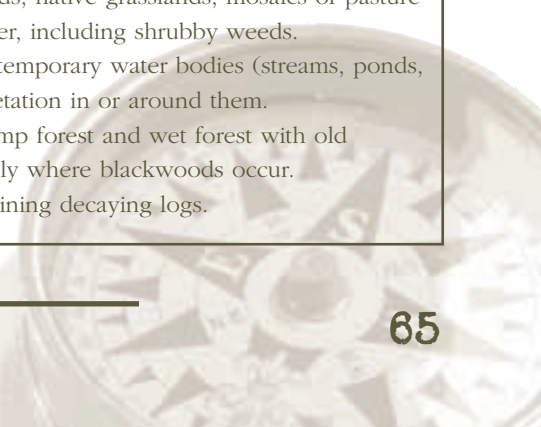 ds, native grasslands, mosaics or pasture
er, including shrubby weeds.
temporary water bodies (streams, ponds,
etation in or around them.
mp forest and wet forest with old
ly where blackwoods occur.
ining decaying logs.
E S
65